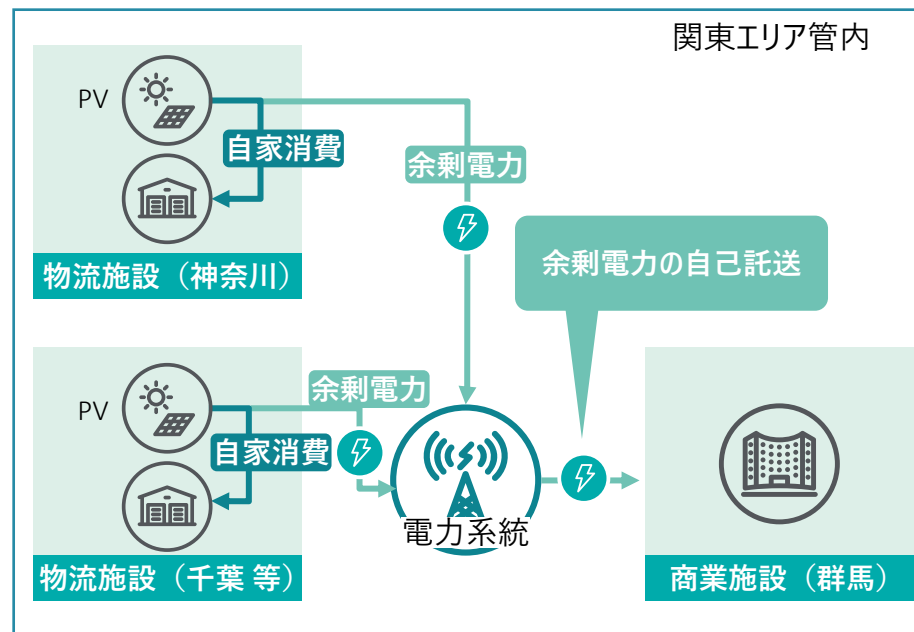 関東エリア管内
PV
自家消費
余剰電力
物流施設（神奈川）
余剰電力の自己託送
PV
余剰電力
自家消費
電力系統
物流施設（千葉 等）
商業施設（群馬）